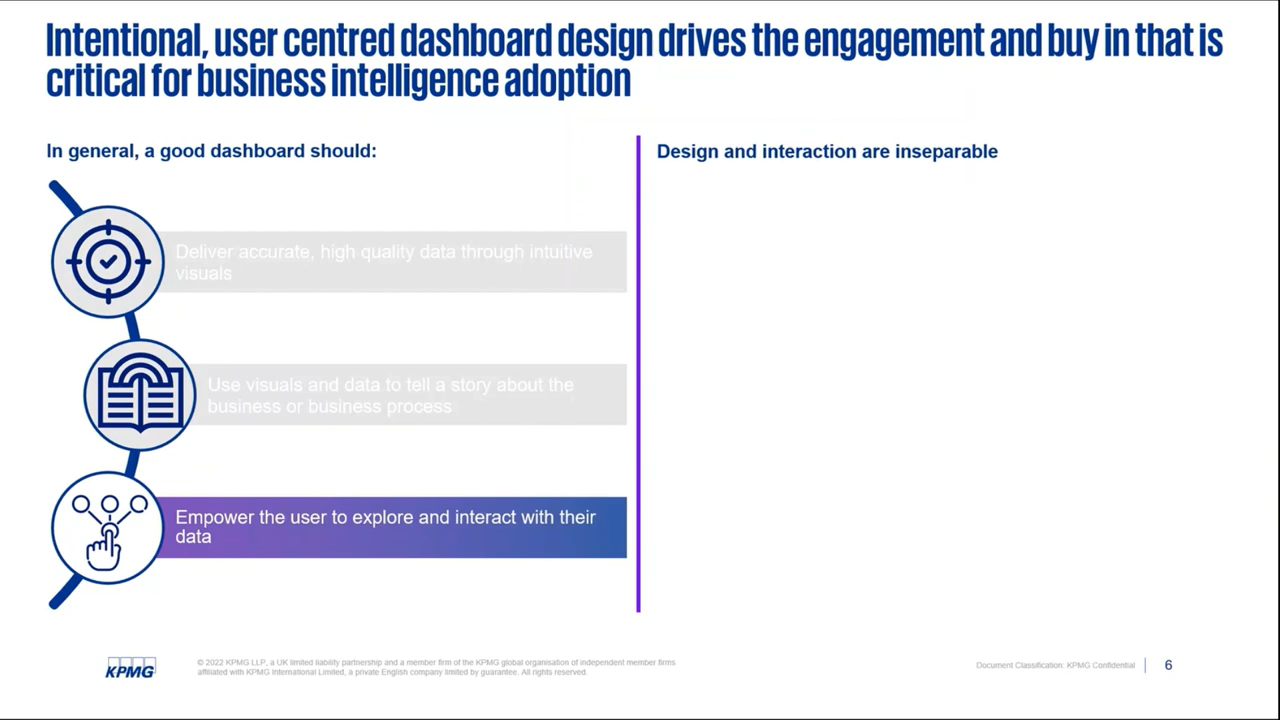 Intentional, user centred dashboard design drives the engagement and buy in that is
critical for business intelligence adoption
In general, a good dashboard should:
Deliver accurate, high quality data through intuitive
visuals
Use visuals and data to tell a story about the
business or business process
Empower the user to explore and interact with their
data
Design and interaction are inseparable
KPMG
© 2022 KPMG LLP, a UK limited liability partnership and a member firm of the KPMG global organisation of independent member firms
affiliated with KPMG International Limited, a private English company limited by guarantee. All rights reserved.
Document Classification: KPMG Confidential
6